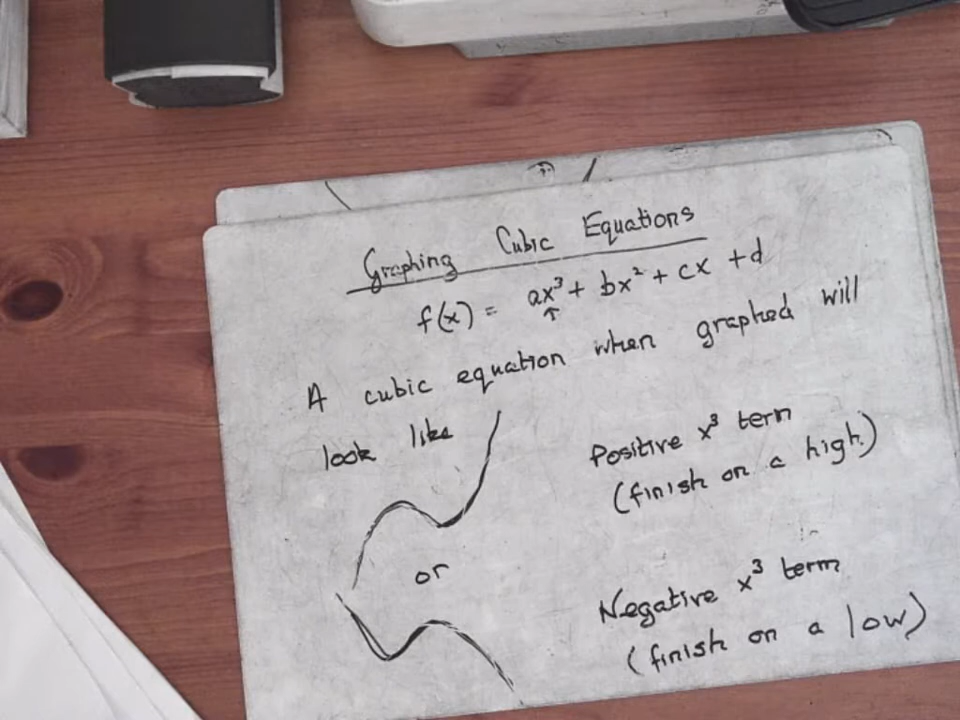 Graphing Cubic Equations
f(x) = ax³ + bx² + cx + d
↑
A cubic equation when graphed will
look like
Positive x³ term
(finish on a high)
or
Negative x³ term
(finish on a low)